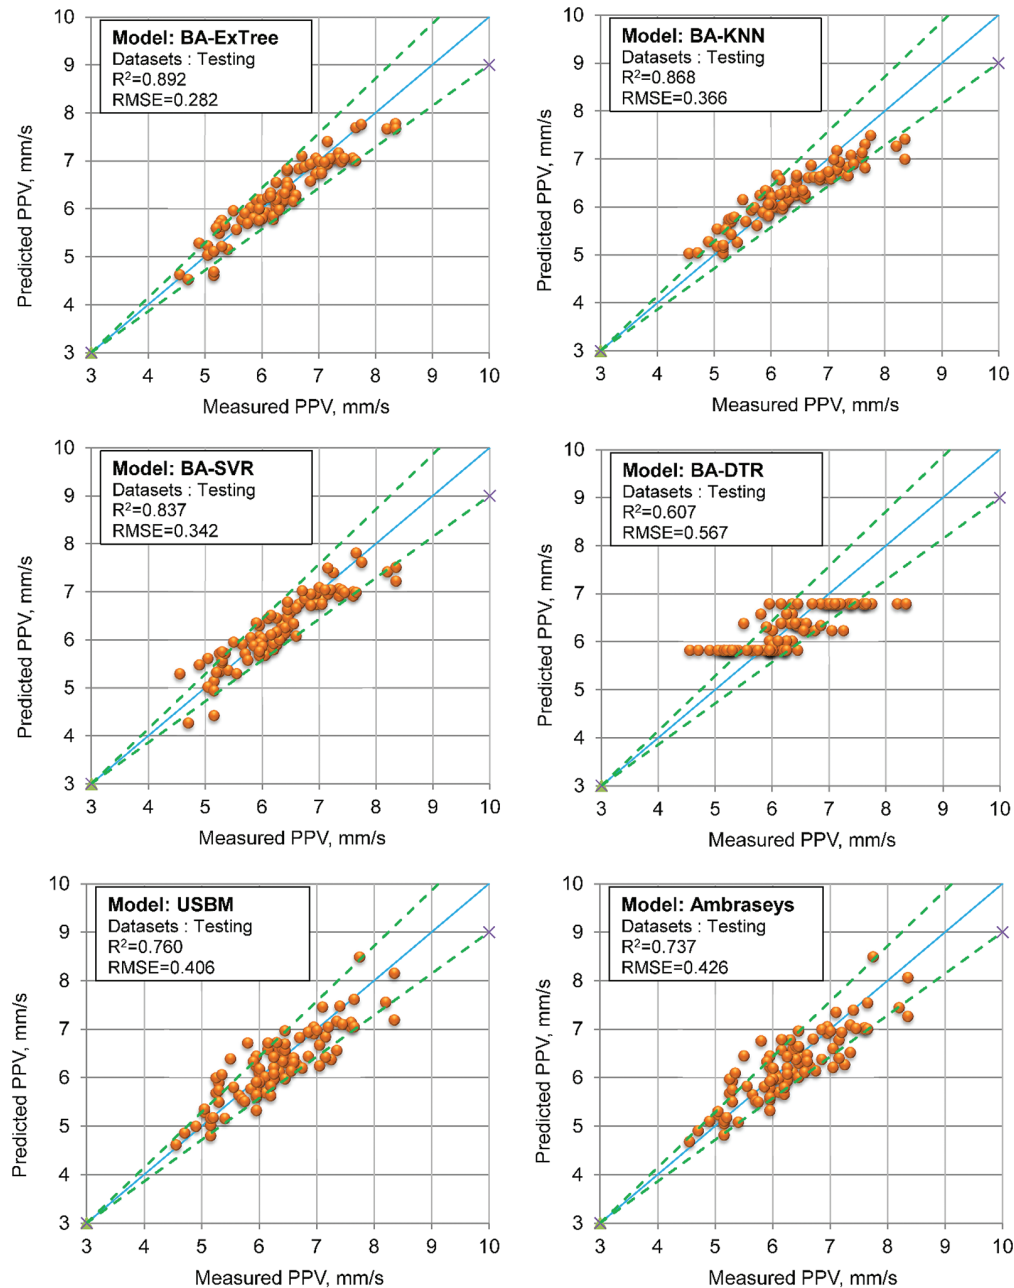 10
9
8
7
6
5
4
3
Predicted PPV, mm/s
Model: BA-ExTree
Datasets : Testing
R²=0.892
RMSE=0.282
3 4 5 6 7 8 9 10
Measured PPV, mm/s
10
9
8
7
6
5
4
3
Predicted PPV, mm/s
Model: BA-KNN
Datasets : Testing
R²=0.868
RMSE=0.366
3 4 5 6 7 8 9 10
Measured PPV, mm/s
10
9
8
7
6
5
4
3
Predicted PPV, mm/s
Model: BA-SVR
Datasets : Testing
R²=0.837
RMSE=0.342
3 4 5 6 7 8 9 10
Measured PPV, mm/s
10
9
8
7
6
5
4
3
Predicted PPV, mm/s
Model: BA-DTR
Datasets : Testing
R²=0.607
RMSE=0.567
3 4 5 6 7 8 9 10
Measured PPV, mm/s
10
9
8
7
6
5
4
3
Predicted PPV, mm/s
Model: USBM
Datasets : Testing
R²=0.760
RMSE=0.406
3 4 5 6 7 8 9 10
Measured PPV, mm/s
10
9
8
7
6
5
4
3
Predicted PPV, mm/s
Model: Ambraseys
Datasets : Testing
R²=0.737
RMSE=0.426
3 4 5 6 7 8 9 10
Measured PPV, mm/s